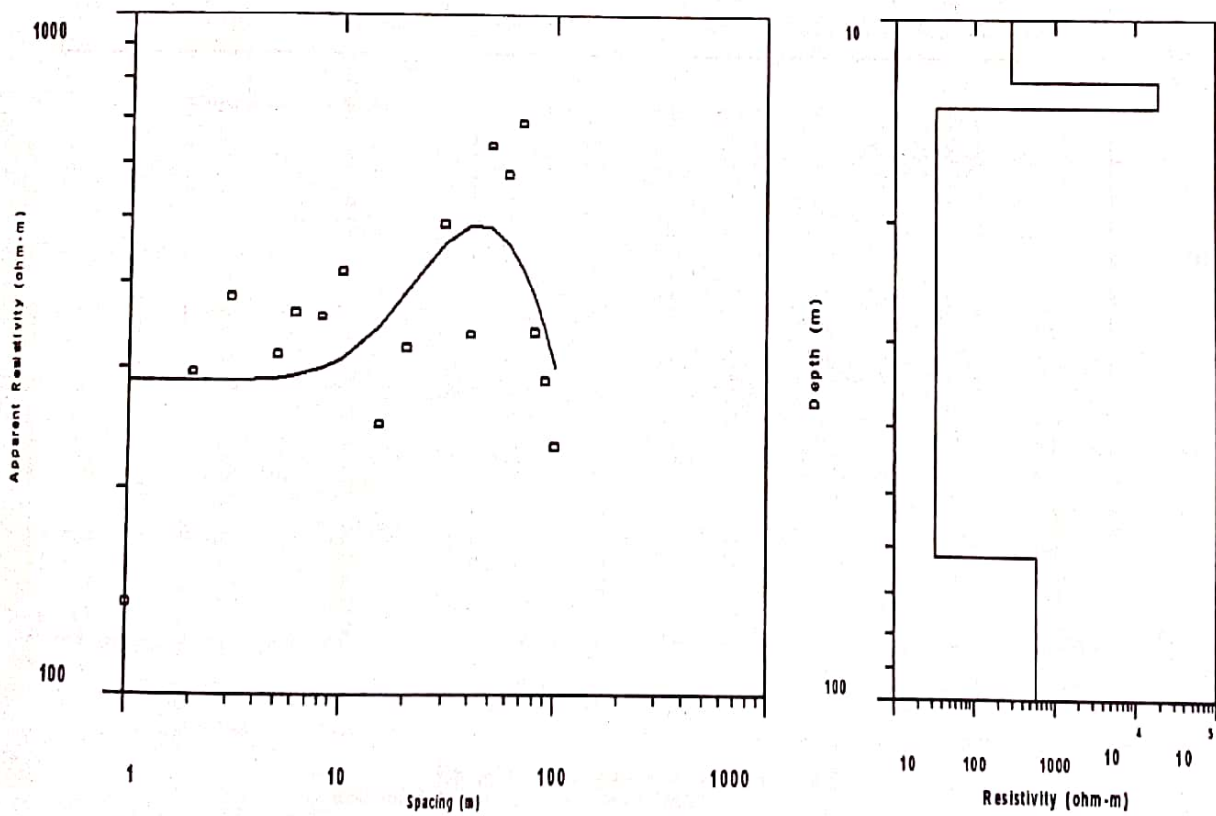 1000
Apparent Resistivity (ohm-m)
100
1 10 100 1000
Spacing (m)
10
Depth (m)
100
10 100 1000 10 4 10 5
Resistivity (ohm-m)